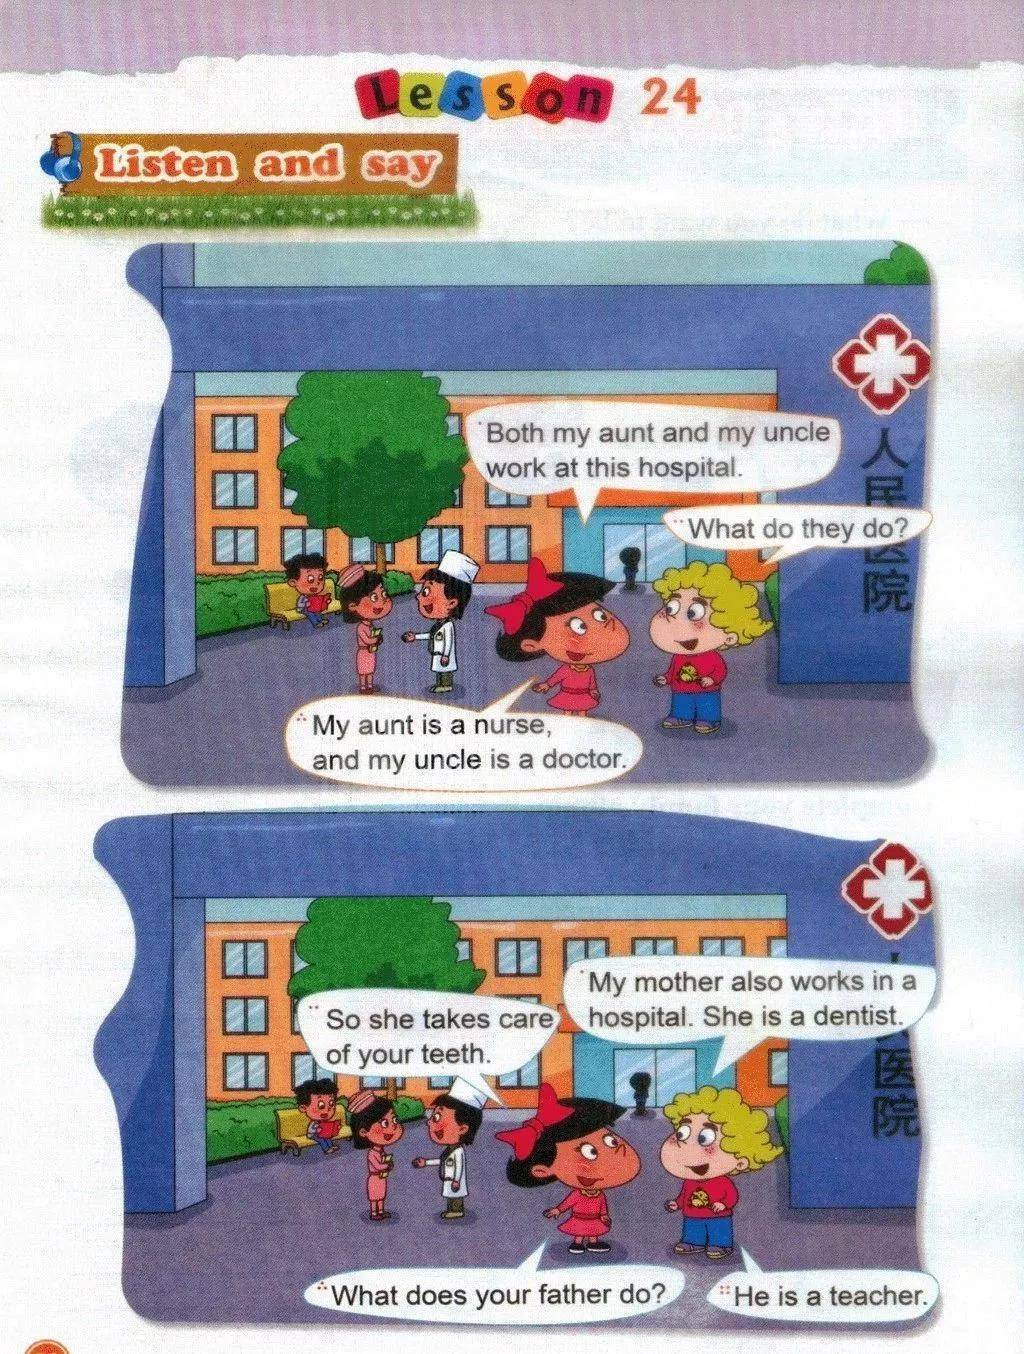 Lesson 24
Listen and say
Both my aunt and my uncle
work at this hospital.
What do they do?
人民医院
My aunt is a nurse,
and my uncle is a doctor.
My mother also works in a
hospital. She is a dentist.
So she takes care
of your teeth.
医院
What does your father do?
He is a teacher.